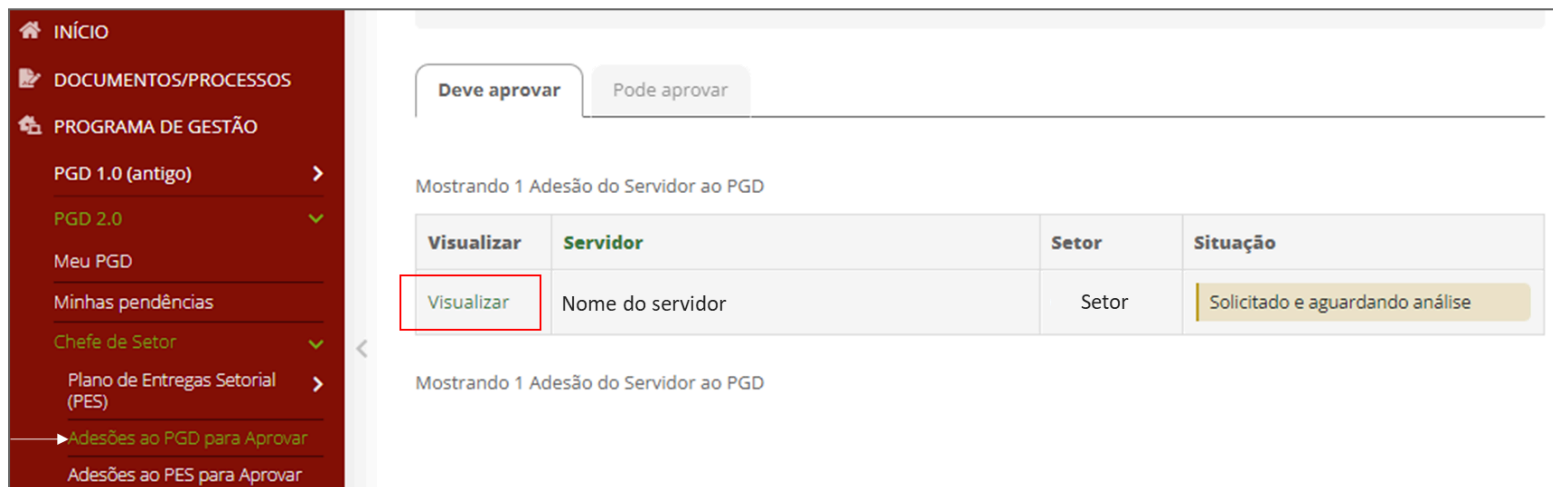 INÍCIO
DOCUMENTOS/PROCESSOS
PROGRAMA DE GESTÃO
PGD 1.0 (antigo)
PGD 2.0
Meu PGD
Minhas pendências
Chefe de Setor
Plano de Entregas Setorial
(PES)
Adesões ao PGD para Aprovar
Adesões ao PES para Aprovar
Deve aprovar Pode aprovar
Mostrando 1 Adesão do Servidor ao PGD
Visualizar Servidor Setor Situação
Visualizar Nome do servidor Setor Solicitado e aguardando análise
Mostrando 1 Adesão do Servidor ao PGD